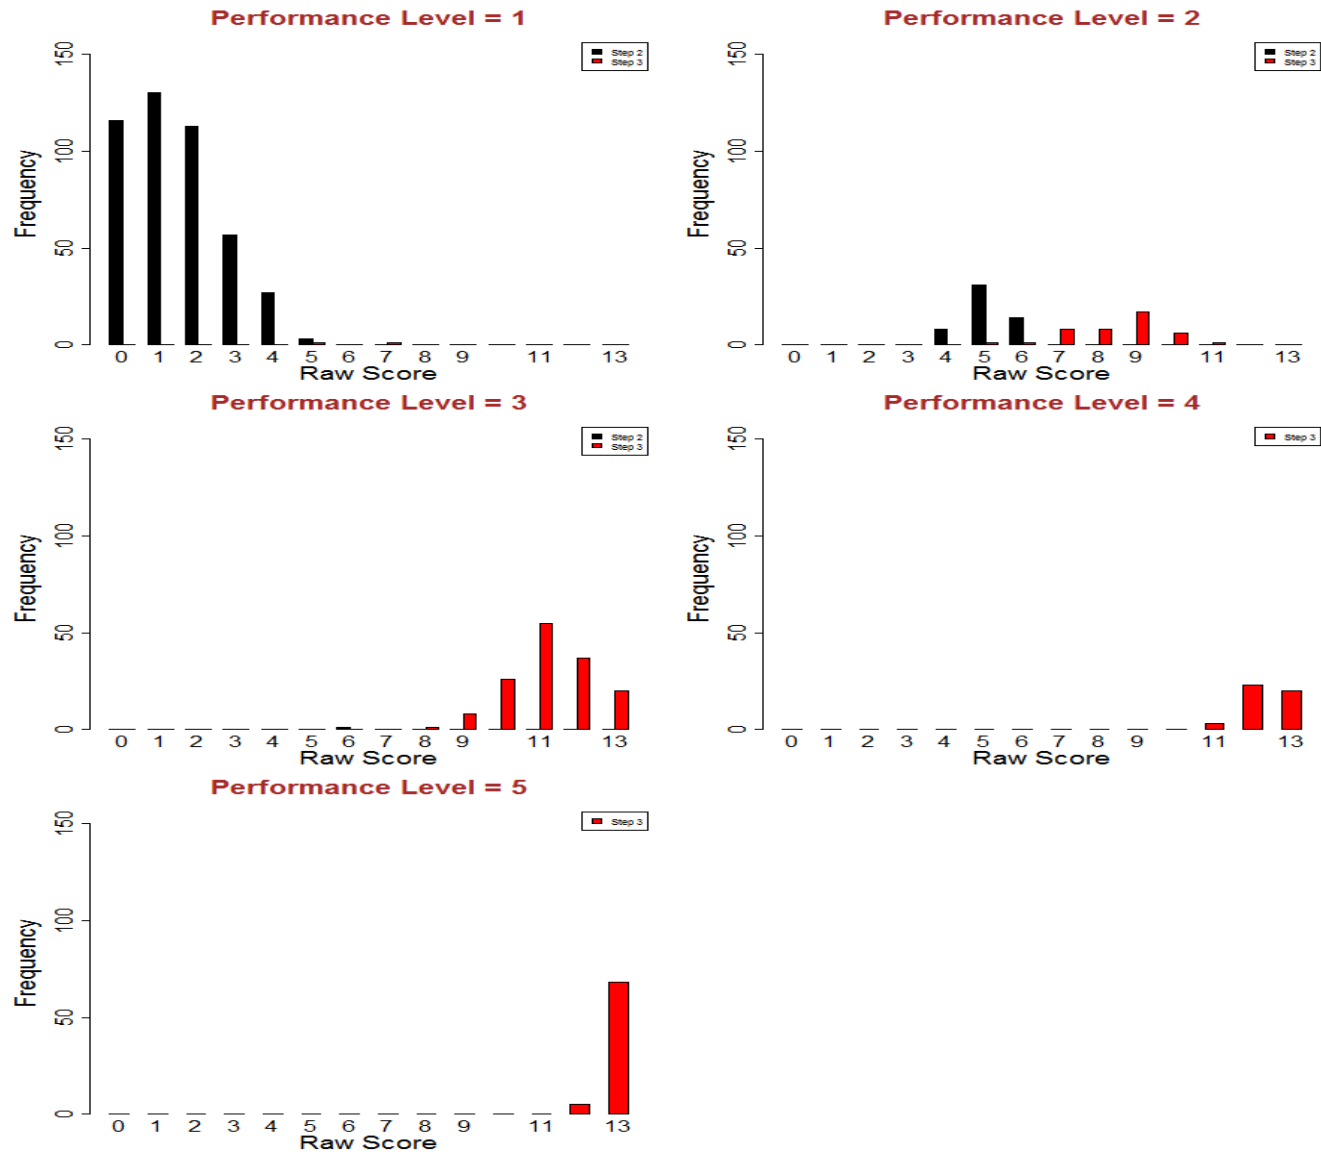 Performance Level = 1
Step 2
Step 3
150
100
50
0
Frequency
0 1 2 3 4 5 6 7 8 9 11 13
Raw Score
Performance Level = 2
Step 2
Step 3
150
100
50
0
Frequency
0 1 2 3 4 5 6 7 8 9 11 13
Raw Score
Performance Level = 3
Step 2
Step 3
150
100
50
0
Frequency
0 1 2 3 4 5 6 7 8 9 11 13
Raw Score
Performance Level = 4
Step 3
150
100
50
0
Frequency
0 1 2 3 4 5 6 7 8 9 11 13
Raw Score
Performance Level = 5
Step 3
150
100
50
0
Frequency
0 1 2 3 4 5 6 7 8 9 11 13
Raw Score